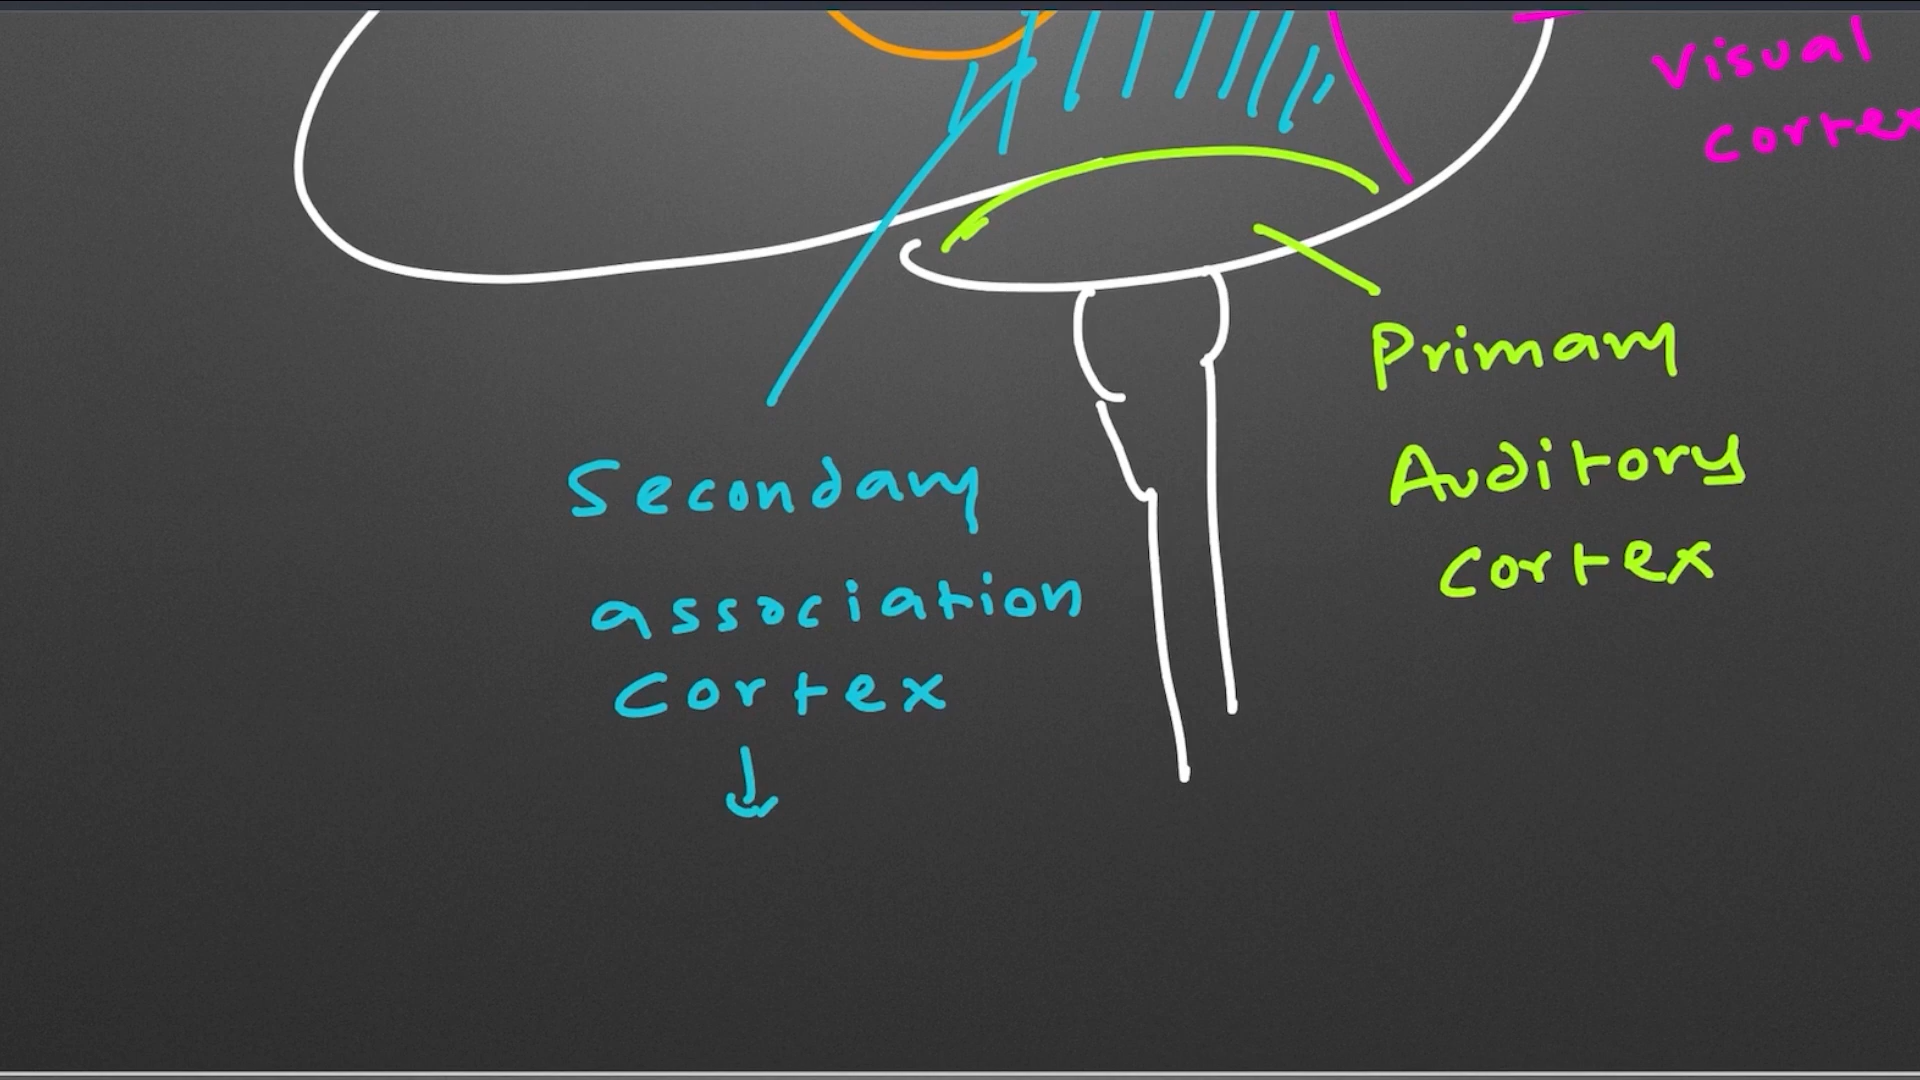 Visual
Cortex
Primary
Auditory
Cortex
Secondary
association
Cortex